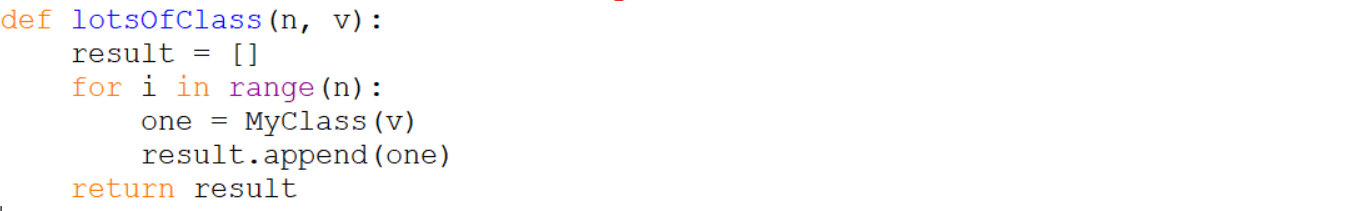 def lotsOfClass(n, v):
    result = []
    for i in range(n):
        one = MyClass(v)
        result.append(one)
    return result